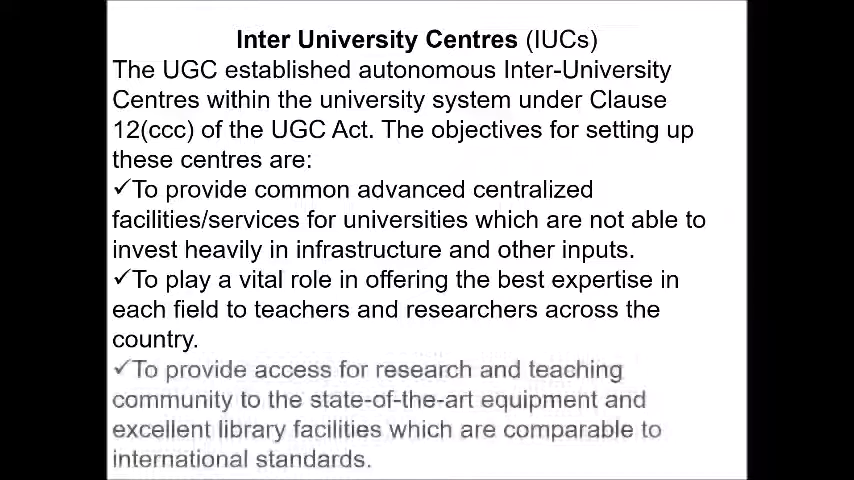 Inter University Centres (IUCs)
The UGC established autonomous Inter-University
Centres within the university system under Clause
12(ccc) of the UGC Act. The objectives for setting up
these centres are:
✓To provide common advanced centralized
facilities/services for universities which are not able to
invest heavily in infrastructure and other inputs.
✓To play a vital role in offering the best expertise in
each field to teachers and researchers across the
country.
✓To provide access for research and teaching
community to the state-of-the-art equipment and
excellent library facilities which are comparable to
international standards.